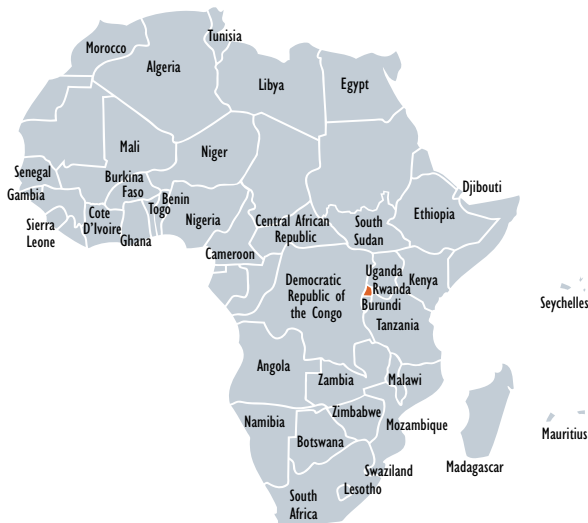 Tunisia
Morocco
Algeria
Libya
Egypt
Mali
Niger
Senegal
Burkina
Faso
Gambia
Benin
Togo
Djibouti
Ethiopia
Sierra
Leone
Cote
D'Ivoire
Ghana
Nigeria
Central African
Republic
South
Sudan
Cameroon
Uganda
Kenya
Democratic
Republic of
the Congo
Rwanda
Burundi
Seychelles
Tanzania
Angola
Zambia
Malawi
Namibia
Zimbabwe
Mozambique
Botswana
Mauritius
Madagascar
Swaziland
Lesotho
South
Africa